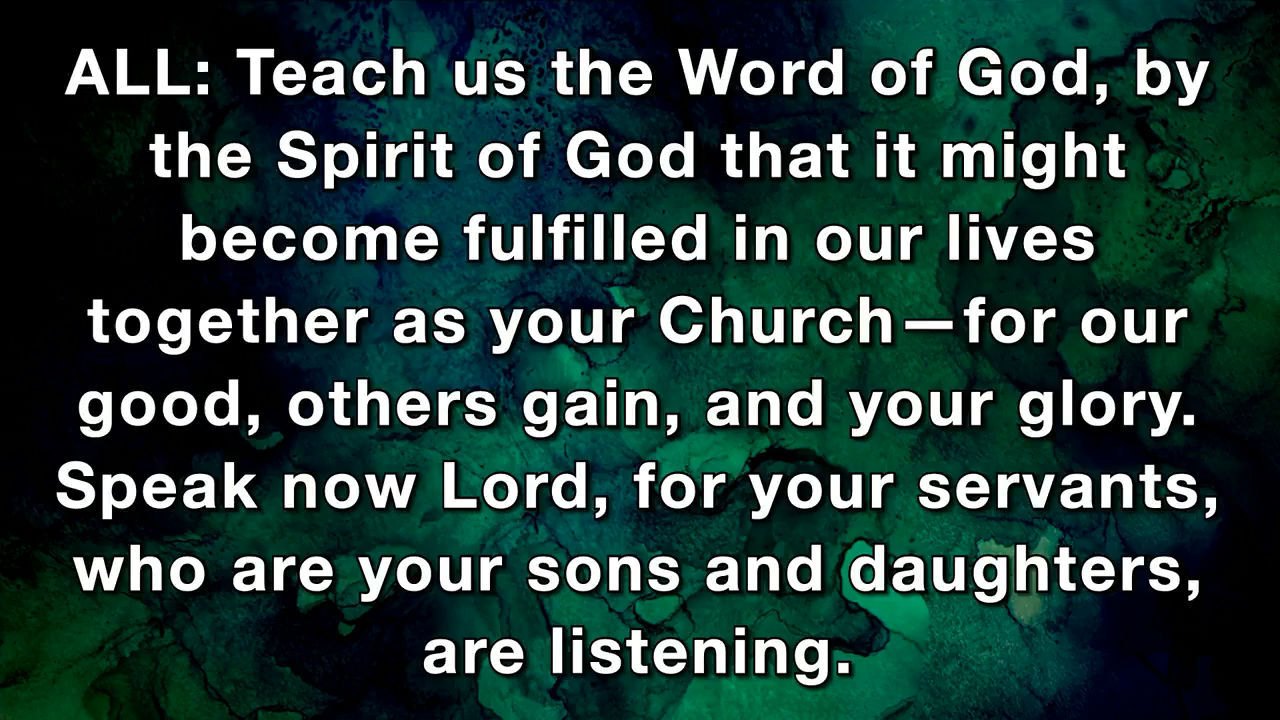 ALL: Teach us the Word of God, by
the Spirit of God that it might
become fulfilled in our lives
together as your Church—for our
good, others gain, and your glory.
Speak now Lord, for your servants,
who are your sons and daughters,
are listening.